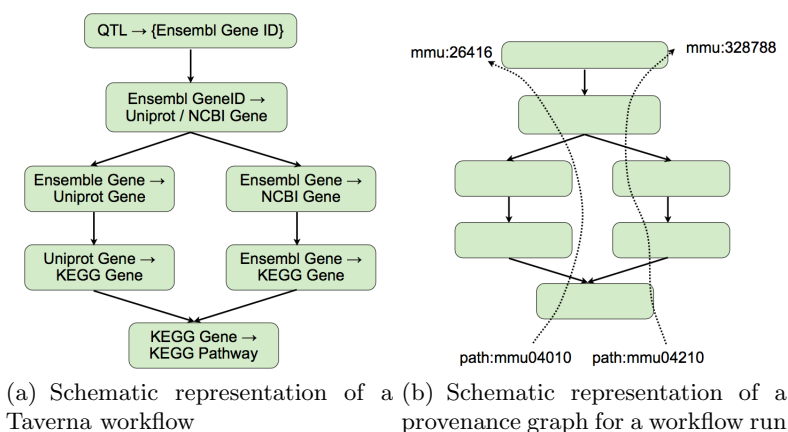 QTL → {Ensembl Gene ID}
Ensembl GeneID →
Uniprot / NCBI Gene
Ensemble Gene →
Uniprot Gene
Ensembl Gene →
NCBI Gene
Uniprot Gene →
KEGG Gene
Ensembl Gene →
KEGG Gene
KEGG Gene →
KEGG Pathway
(a) Schematic representation of a
Taverna workflow
mmu:26416
mmu:328788
path:mmu04010
path:mmu04210
(b) Schematic representation of a
provenance graph for a workflow run